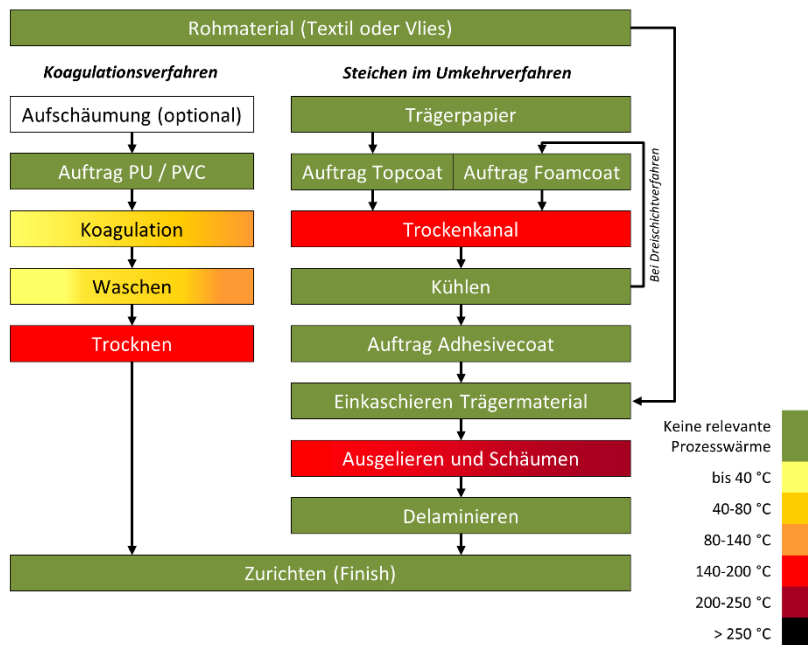 Rohmaterial (Textil oder Vlies)
Koagulationsverfahren
Aufschäumung (optional)
Auftrag PU / PVC
Koagulation
Waschen
Trocknen
Steichen im Umkehrverfahren
Trägerpapier
Auftrag Topcoat
Auftrag Foamcoat
Trockenkanal
Kühlen
Bei Dreischichtverfahren
Auftrag Adhesivecoat
Einkaschieren Trägermaterial
Ausgelieren und Schäumen
Delaminieren
Zurichten (Finish)
Keine relevante
Prozesswärme
bis 40 °C
40-80 °C
80-140 °C
140-200 °C
200-250 °C
> 250 °C